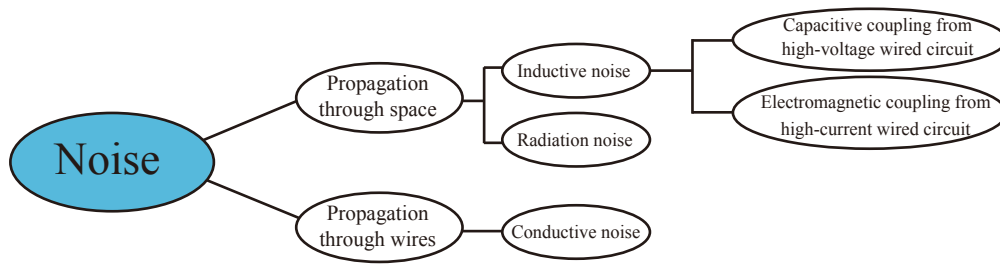 Noise
Propagation
through space
Inductive noise
Capacitive coupling from
high-voltage wired circuit
Electromagnetic coupling from
high-current wired circuit
Radiation noise
Propagation
through wires
Conductive noise